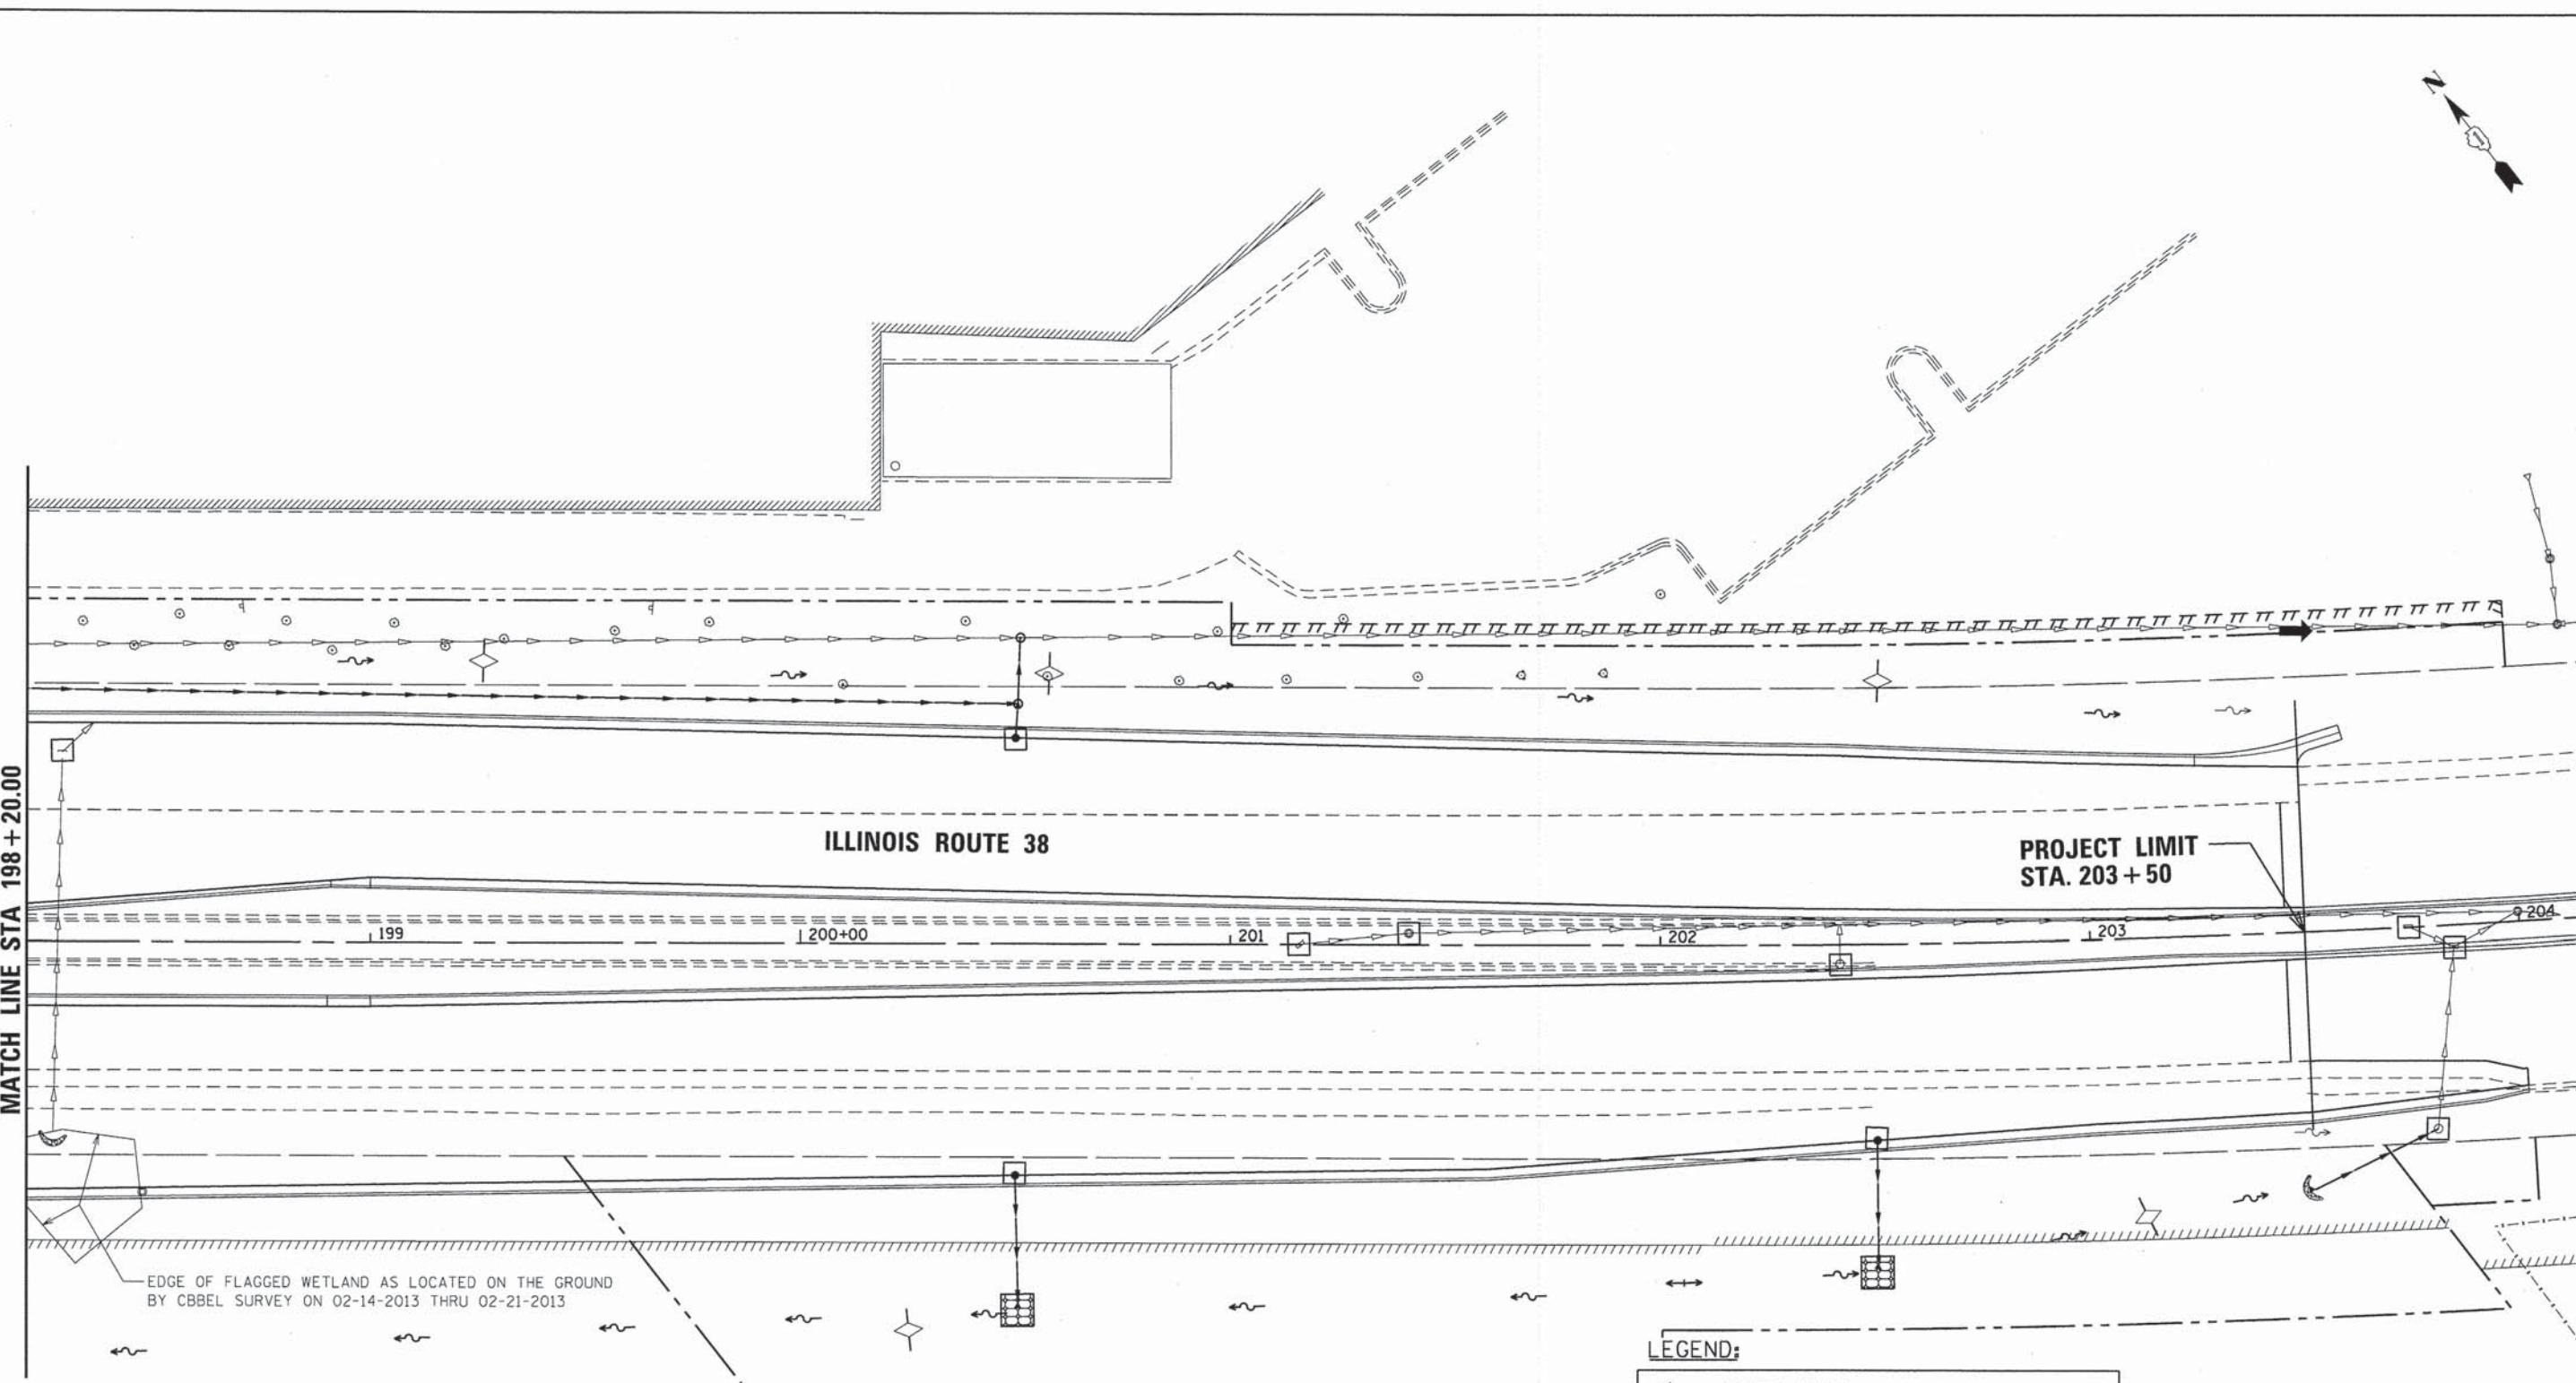 N
MATCH LINE STA 198+20.00
ILLINOIS ROUTE 38
PROJECT LIMIT
STA. 203+50
199
200+00
201
202
203
204
EDGE OF FLAGGED WETLAND AS LOCATED ON THE GROUND
BY CBBEL SURVEY ON 02-14-2013 THRU 02-21-2013
LEGEND: